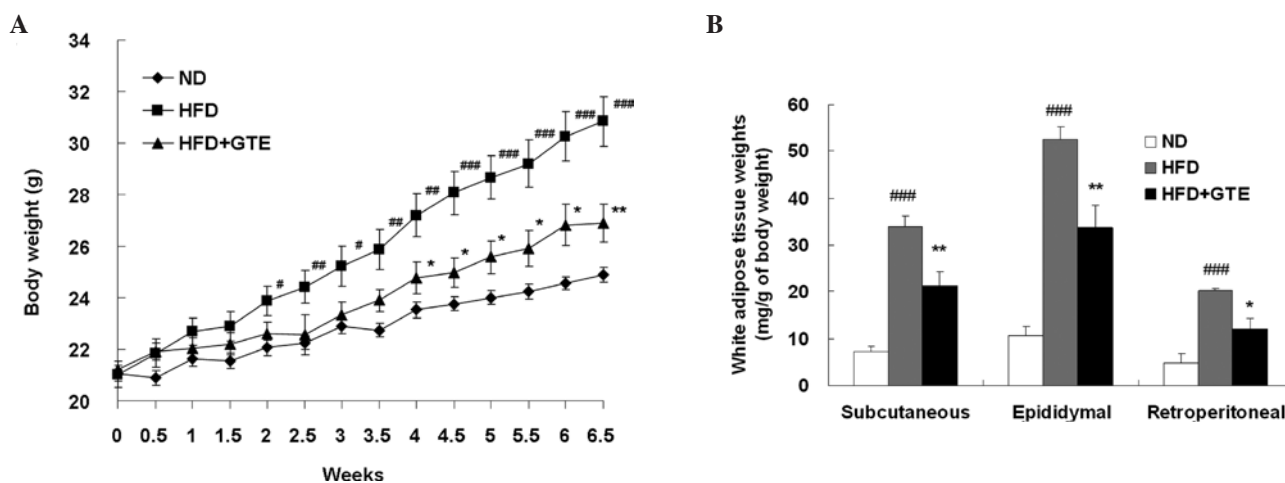 A
ND
HFD
HFD+GTE
Body weight (g)
32
30
28
26
24
22
20
# ## # ## ## ### ### ### ### ###
* * * * * **
0 0.5 1 1.5 2 2.5 3 3.5 4 4.5 5 5.5 6 6.5
Weeks
B
ND
HFD
HFD+GTE
White adipose tissue weights
(mg/g of body weight)
60
50
40
30
20
10
0
### ### ###
** ** *
Subcutaneous Epididymal Retroperitoneal